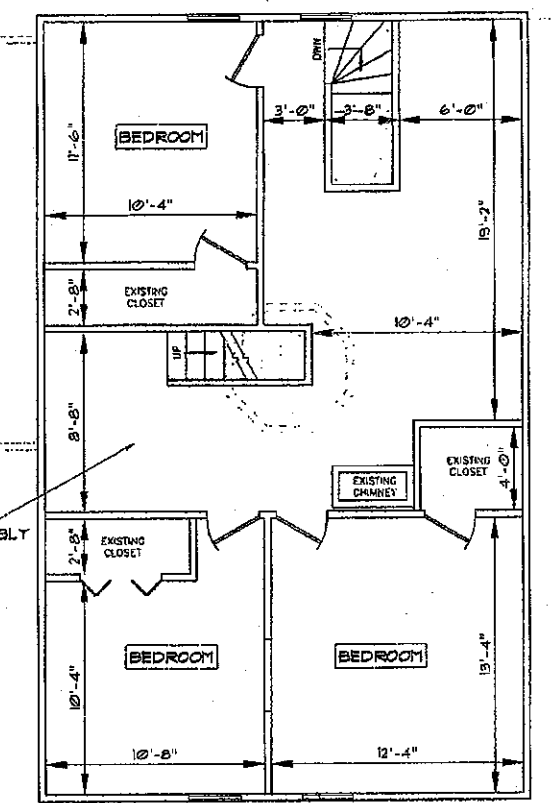 DWN
3'-0"
3'-8"
6'-0"
BEDROOM
11'-6"
10'-4"
19'-2"
2'-8"
EXISTING
CLOSET
10'-4"
UP
8'-8"
EXISTING
CLOSET
4'-0"
EXISTING
CHIMNEY
BLY
2'-8"
EXISTING
CLOSET
BEDROOM
BEDROOM
10'-4"
13'-4"
10'-8"
12'-4"